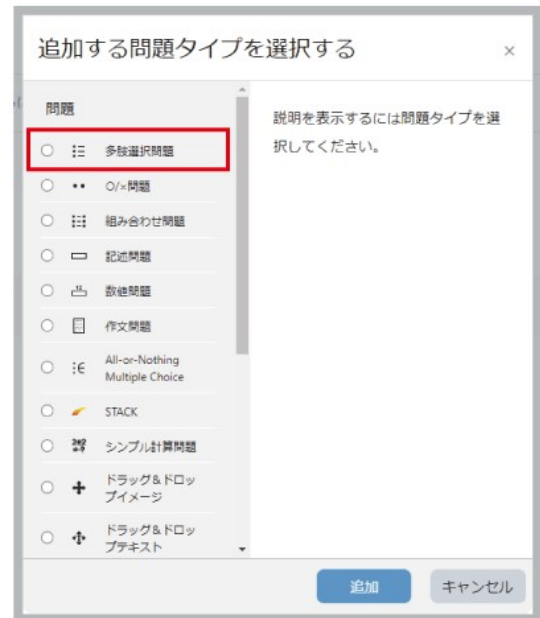 追加する問題タイプを選択する
×
問題
説明を表示するには問題タイプを選
択してください。
多肢選択問題
○/×問題
組み合わせ問題
記述問題
数値問題
作文問題
All-or-Nothing
Multiple Choice
STACK
シンプル計算問題
ドラッグ&ドロッ
プイメージ
ドラッグ&ドロッ
プテキスト
追加
キャンセル